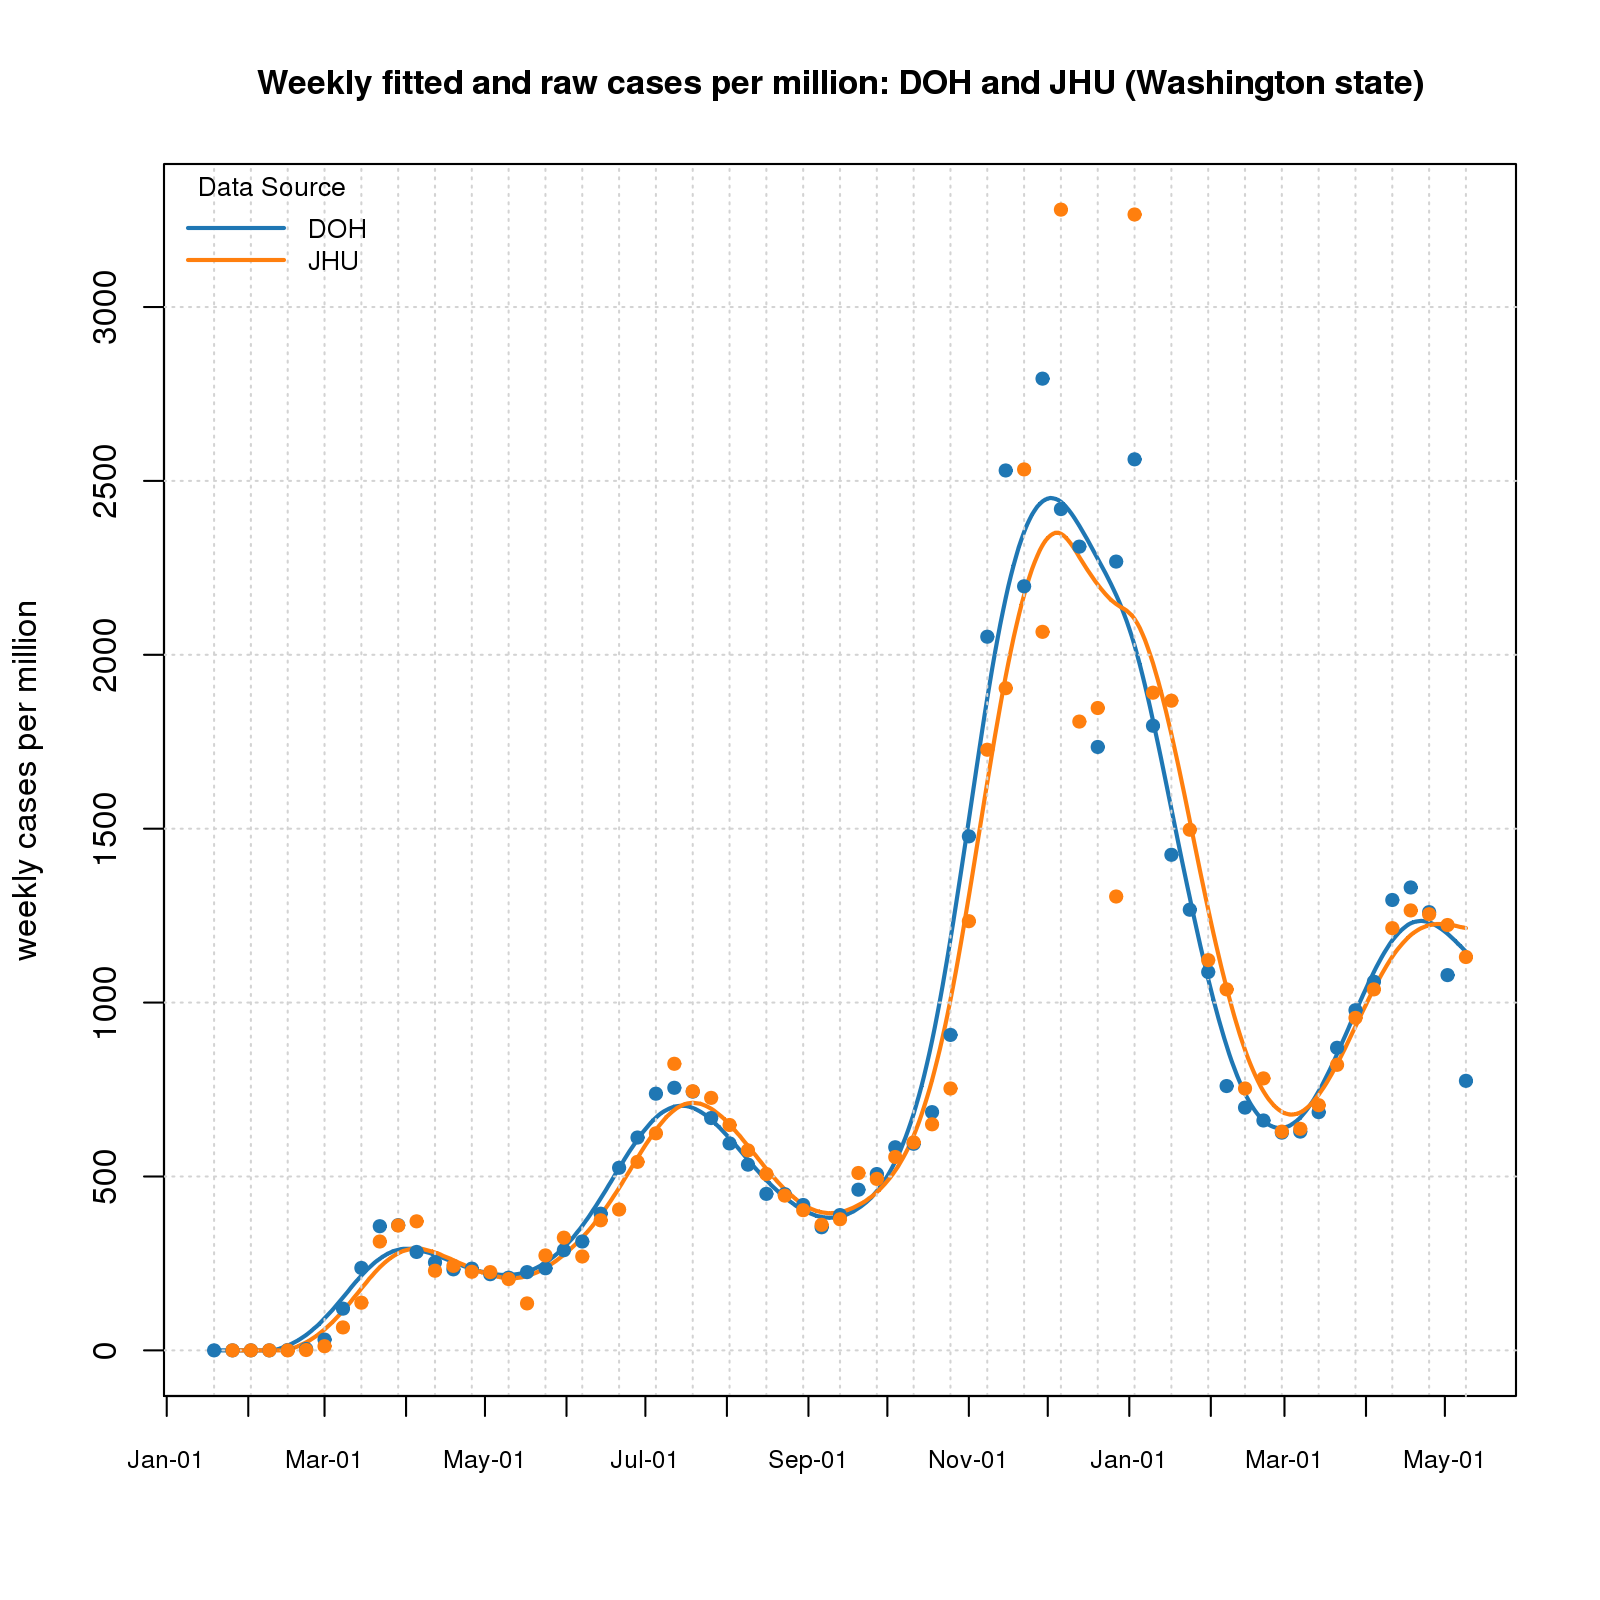 Weekly fitted and raw cases per million: DOH and JHU (Washington state)
Data Source
DOH
JHU
weekly cases per million
3000
2500
2000
1500
1000
500
0
Jan-01 Mar-01 May-01 Jul-01 Sep-01 Nov-01 Jan-01 Mar-01 May-01